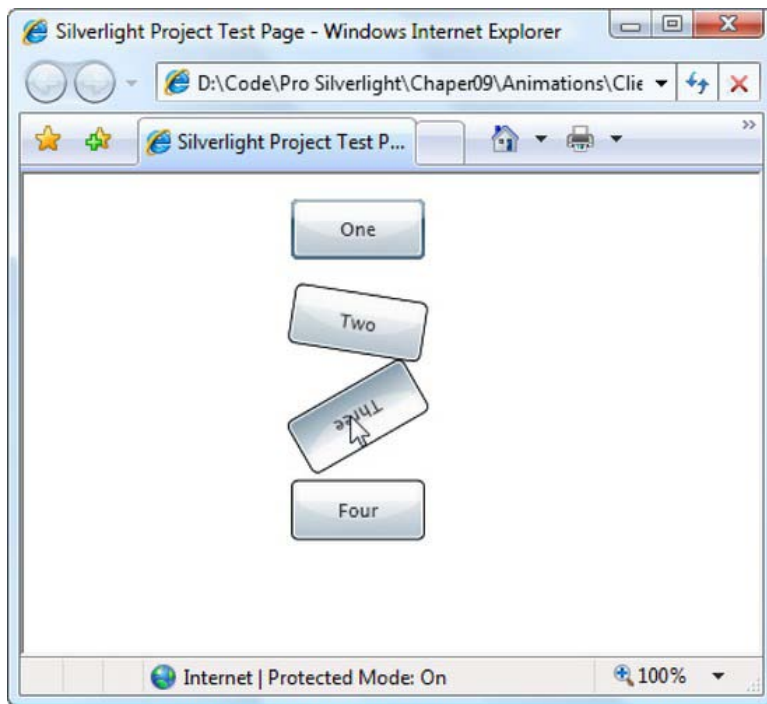 Silverlight Project Test Page - Windows Internet Explorer
D:\Code\Pro Silverlight\Chaper09\Animations\Clie
Silverlight Project Test P...
One
Two
Three
Four
Internet | Protected Mode: On
100%